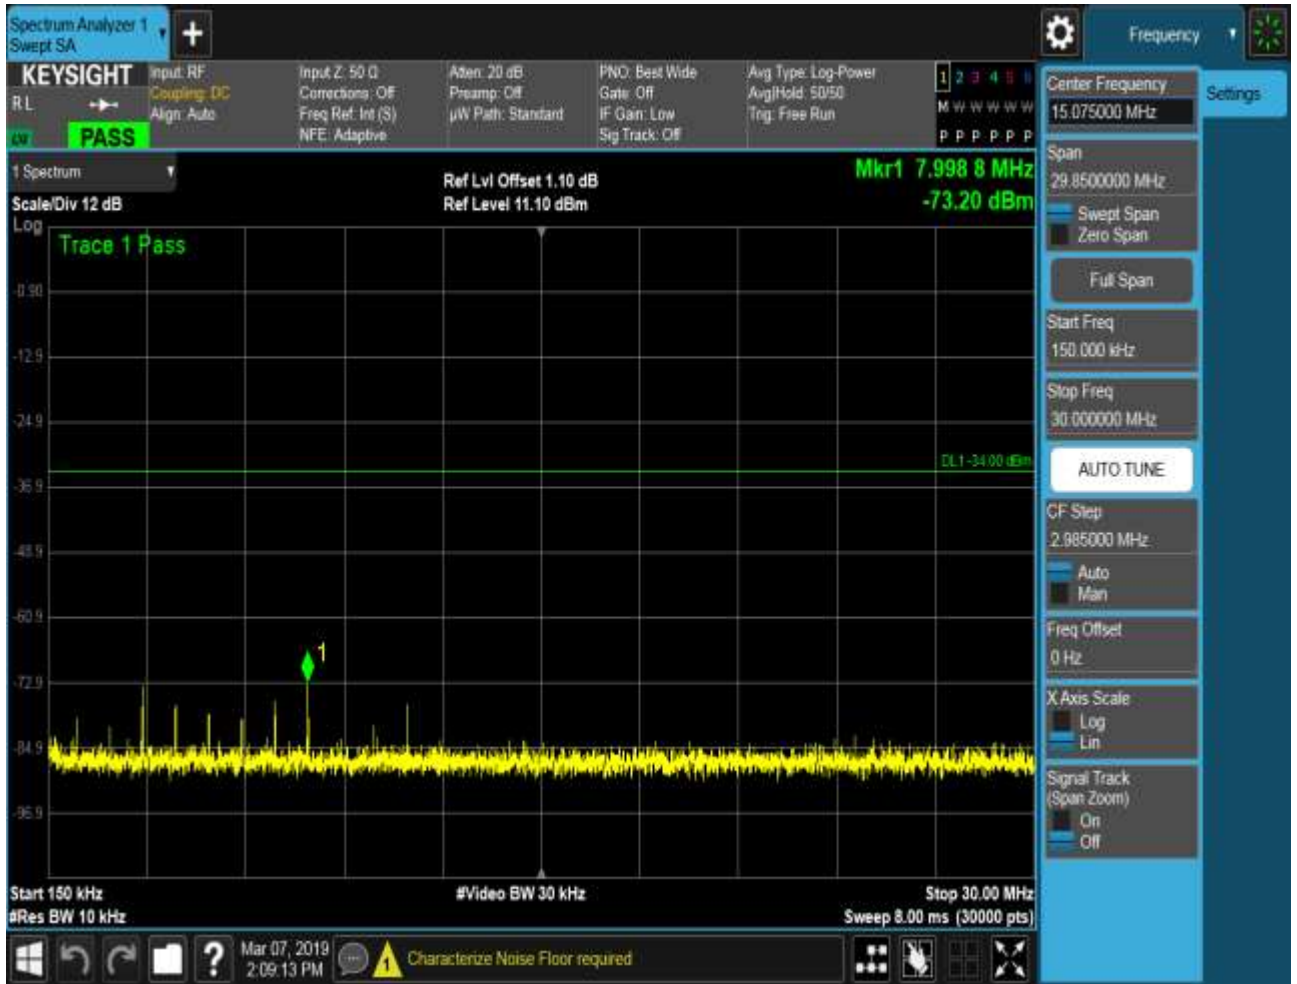 Spectrum Analyzer 1
Swept SA
+
Frequency
KEYSIGHT
R L
PASS
Input: RF
Coupling: DC
Align: Auto
Input Z: 50 Ω
Corrections: Off
Freq Ref: Int (S)
NFE: Adaptive
Atten: 20 dB
Preamp: Off
µW Path: Standard
PNO: Best Wide
Gate: Off
IF Gain: Low
Sig Track: Off
Avg Type: Log-Power
Avg|Hold: 50/50
Trig: Free Run
1 2 3 4 5 6
M W W W W W
P P P P P P
1 Spectrum
Scale/Div 12 dB
Log
Ref Lvl Offset 1.10 dB
Ref Level 11.10 dBm
Mkr1 7.998 8 MHz
-73.20 dBm
Trace 1 Pass
-0.90
-12.9
-24.9
DL1 -34.00 dBm
-36.9
-48.9
-60.9
1
-72.9
-84.9
-96.9
Start 150 kHz
#Res BW 10 kHz
#Video BW 30 kHz
Stop 30.00 MHz
Sweep 8.00 ms (30000 pts)
Center Frequency
15.075000 MHz
Settings
Span
29.8500000 MHz
Swept Span
Zero Span
Full Span
Start Freq
150.000 kHz
Stop Freq
30.000000 MHz
AUTO TUNE
CF Step
2.985000 MHz
Auto
Man
Freq Offset
0 Hz
X Axis Scale
Log
Lin
Signal Track
(Span Zoom)
On
Off
?
Mar 07, 2019
2:09:13 PM
1
Characterize Noise Floor required